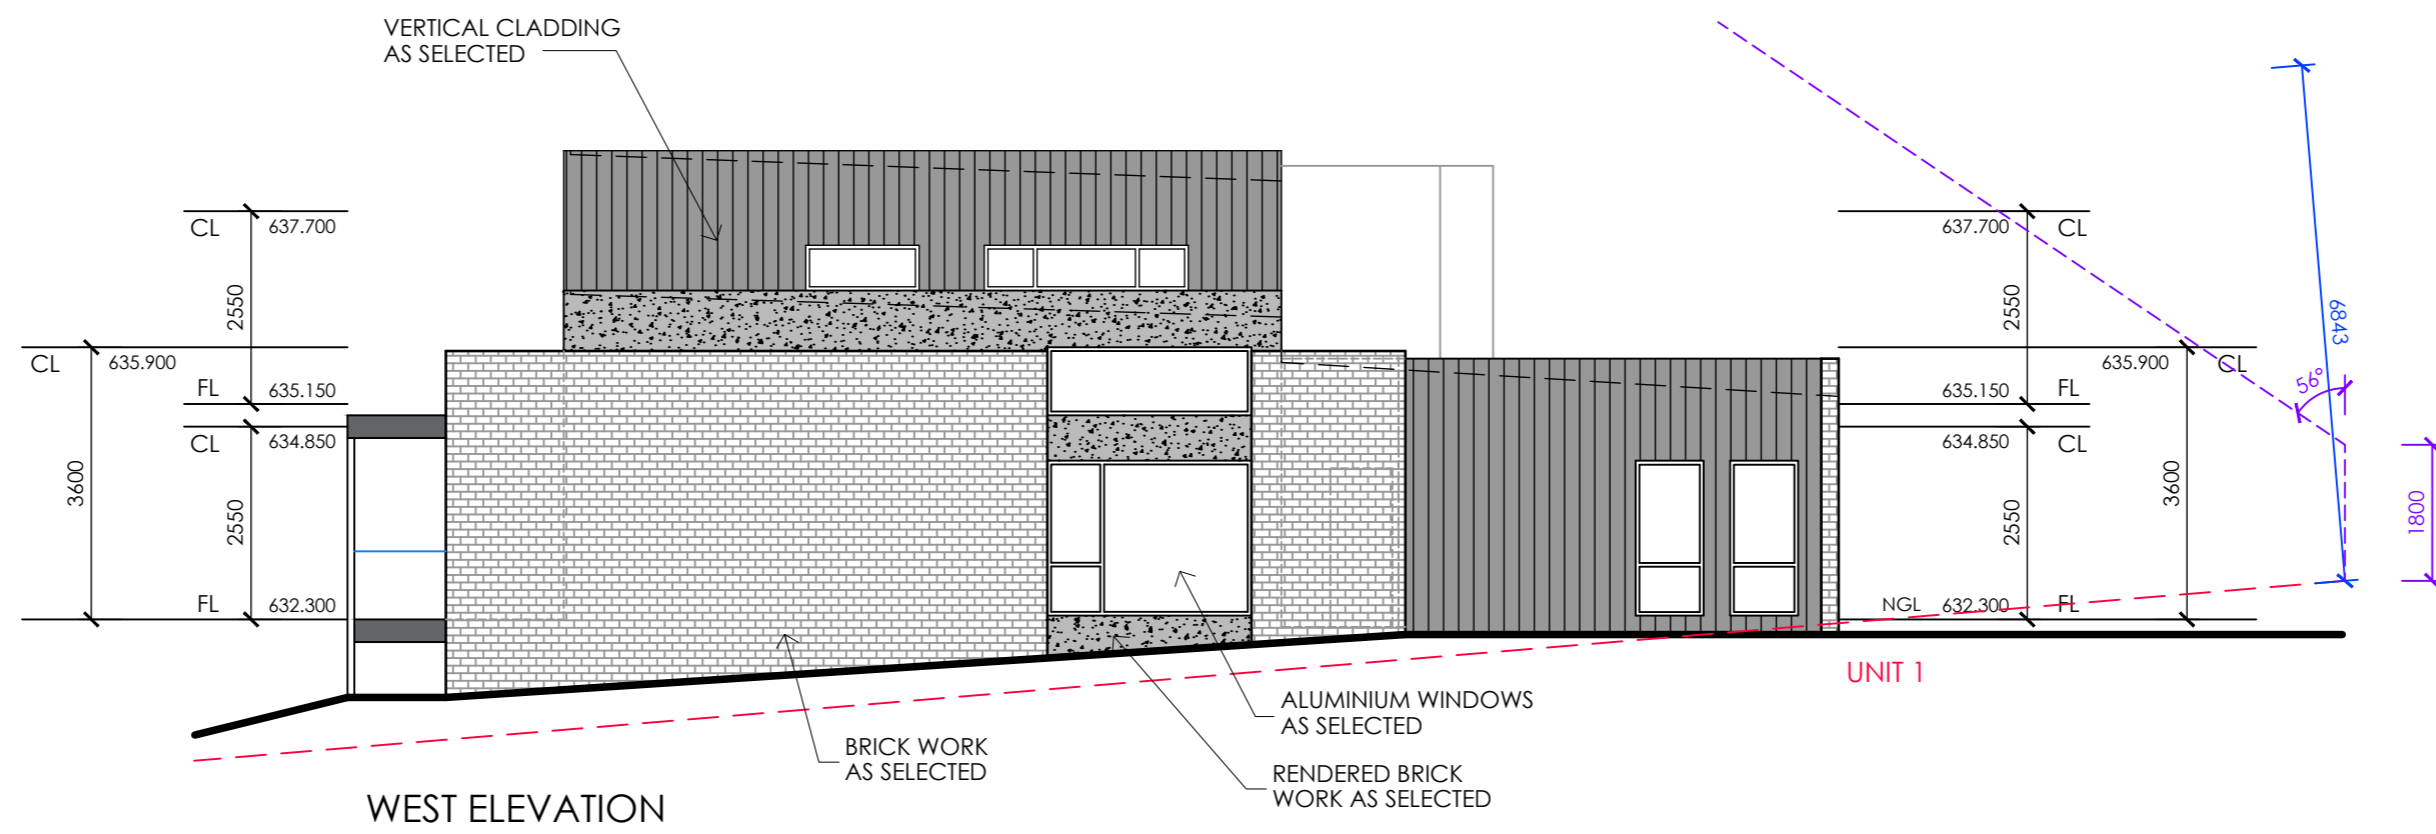 VERTICAL CLADDING
AS SELECTED
CL 637.700
2550
CL 635.900
FL 635.150
CL 634.850
3600
2550
FL 632.300
637.700 CL
2550
635.900 CL
635.150 FL
634.850 CL
2550
3600
NGL 632.300 FL
6843
56°
1800
UNIT 1
ALUMINIUM WINDOWS
AS SELECTED
BRICK WORK
AS SELECTED
RENDERED BRICK
WORK AS SELECTED
WEST ELEVATION